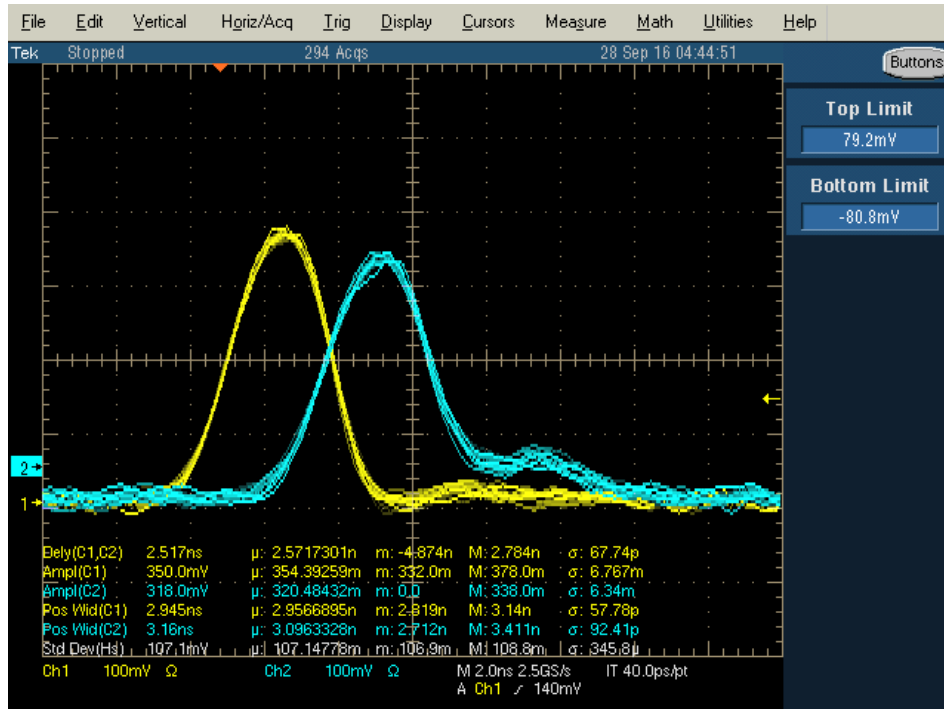 File Edit Vertical Horiz/Acq Trig Display Cursors Measure Math Utilities Help
Tek Stopped 294 Acqs 28 Sep 16 04:44:51
Buttons
Top Limit
79.2mV
Bottom Limit
-80.8mV
2
1
Dely(C1,C2) 2.517ns µ: 2.5717301n m: -4.874n M: 2.784n σ: 67.74p
Ampl(C1) 350.0mV µ: 354.39259m m: 332.0m M: 378.0m σ: 6.767m
Ampl(C2) 318.0mV µ: 320.48432m m: 0.0 M: 338.0m σ: 6.34m
Pos Wid(C1) 2.945ns µ: 2.9566895n m: 2.819n M: 3.14n σ: 57.78p
Pos Wid(C2) 3.16ns µ: 3.0963328n m: 2.712n M: 3.411n σ: 92.41p
Std Dev(Hs) 107.1mV µ: 107.14778m m: 106.9m M: 108.8m σ: 345.8µ
Ch1 100mV Ω Ch2 100mV Ω M 2.0ns 2.5GS/s IT 40.0ps/pt
A Ch1 140mV